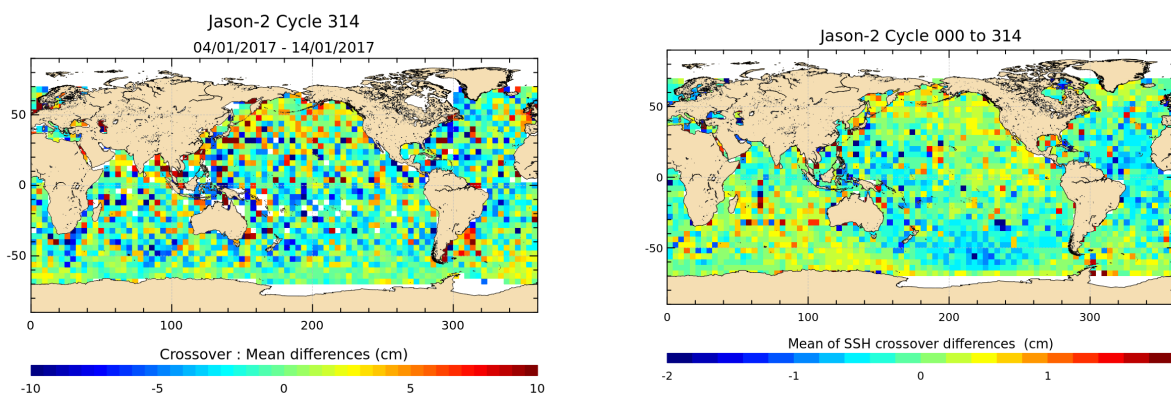 Jason-2 Cycle 314
04/01/2017 - 14/01/2017
50
0
-50
0 100 200 300
Crossover : Mean differences (cm)
-10 -5 0 5 10
Jason-2 Cycle 000 to 314
50
0
-50
0 100 200 300
Mean of SSH crossover differences (cm)
-2 -1 0 1